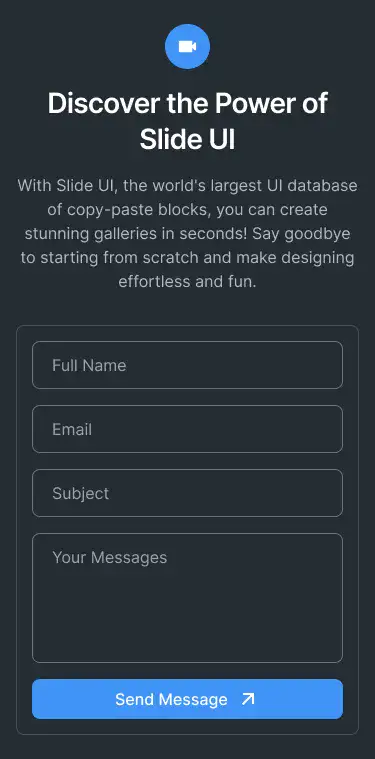 Discover the Power of
Slide UI
With Slide UI, the world's largest UI database
of copy-paste blocks, you can create
stunning galleries in seconds! Say goodbye
to starting from scratch and make designing
effortless and fun.
Full Name
Email
Subject
Your Messages
Send Message